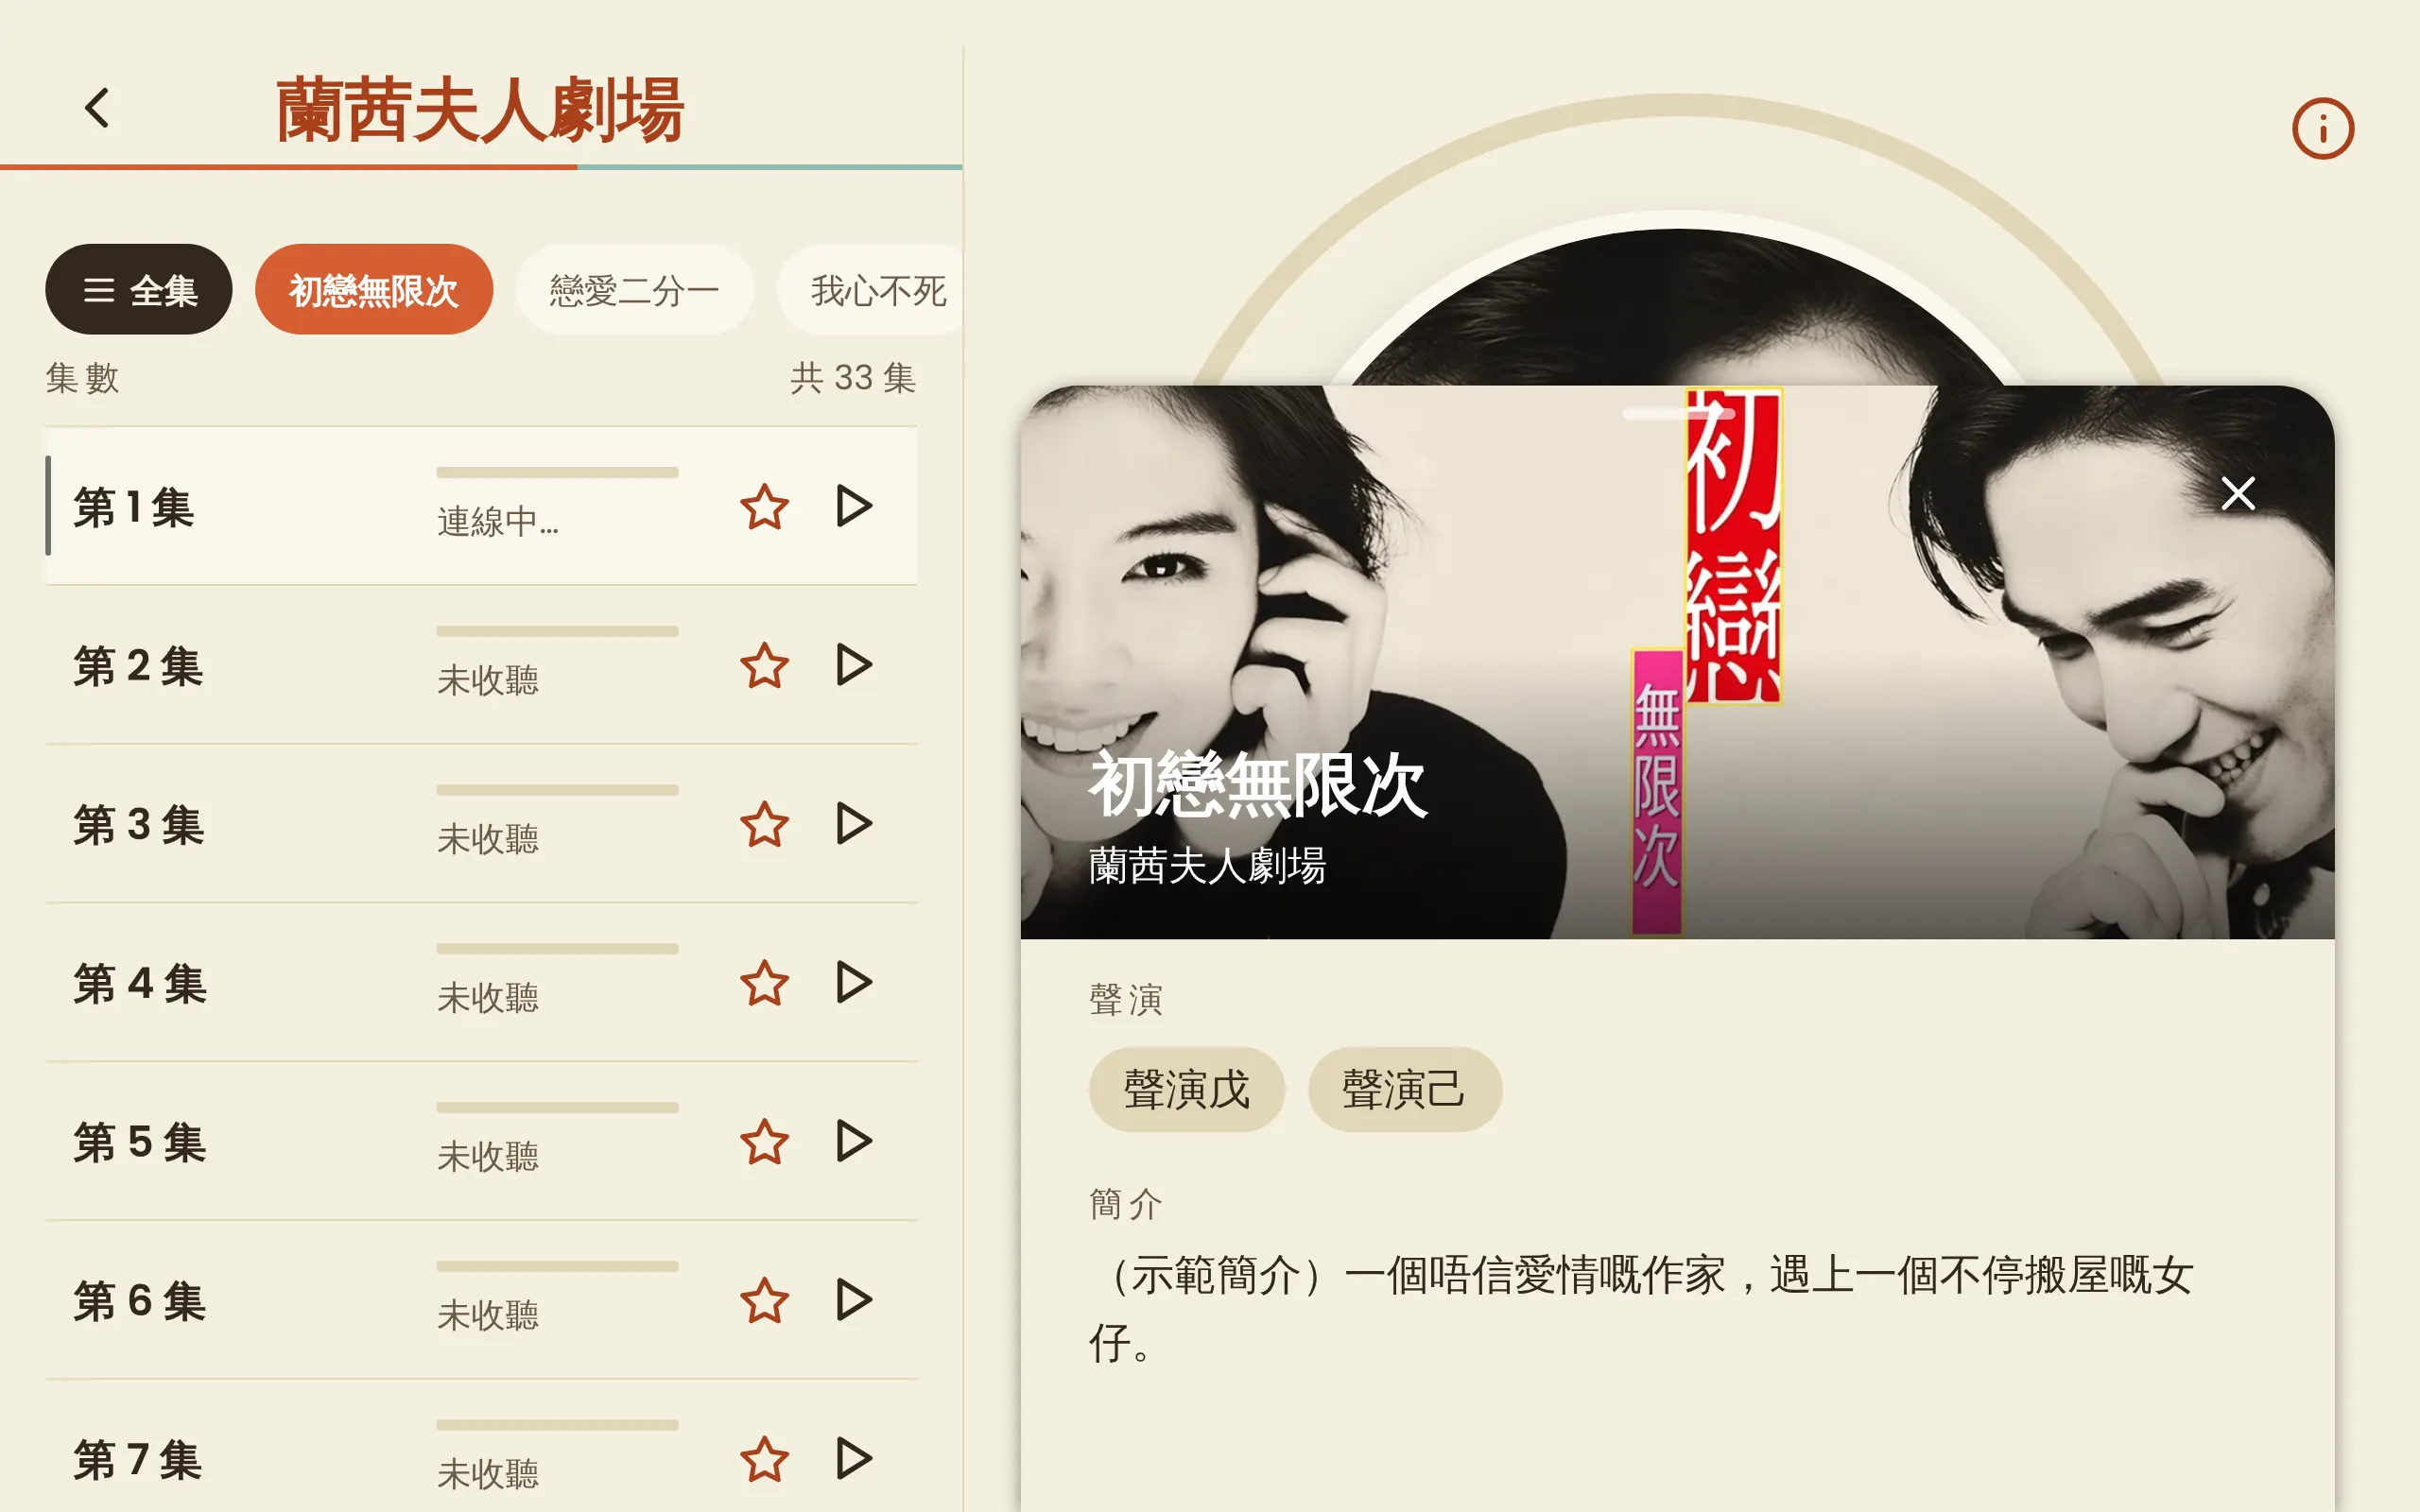 蘭茜夫人劇場
全集
初戀無限次
戀愛二分一
我心不死
集數
共 33 集
第 1 集
連線中...
第 2 集
未收聽
第 3 集
未收聽
第 4 集
未收聽
第 5 集
未收聽
第 6 集
未收聽
第 7 集
未收聽
初戀
無限次
初戀無限次
蘭茜夫人劇場
聲演
聲演戊
聲演己
簡介
（示範簡介）一個唔信愛情嘅作家，遇上一個不停搬屋嘅女
仔。